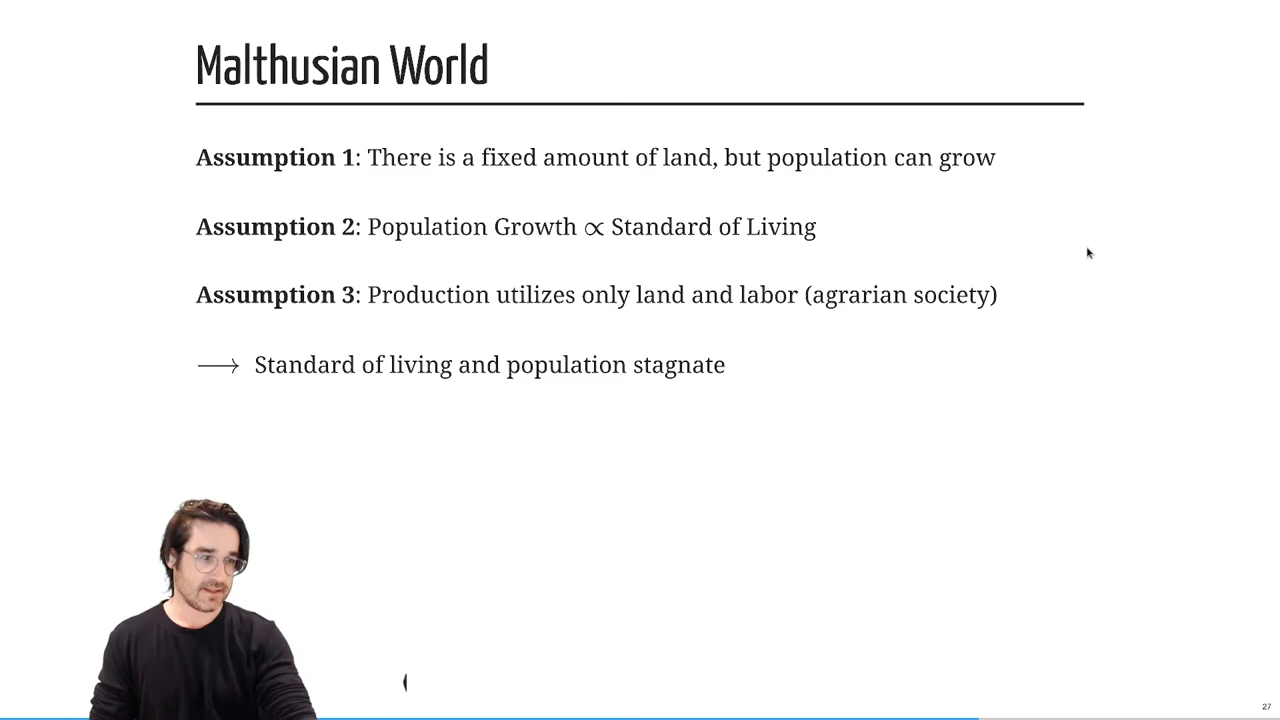 Malthusian World
Assumption 1: There is a fixed amount of land, but population can grow
Assumption 2: Population Growth ∝ Standard of Living
Assumption 3: Production utilizes only land and labor (agrarian society)
⟶ Standard of living and population stagnate
27